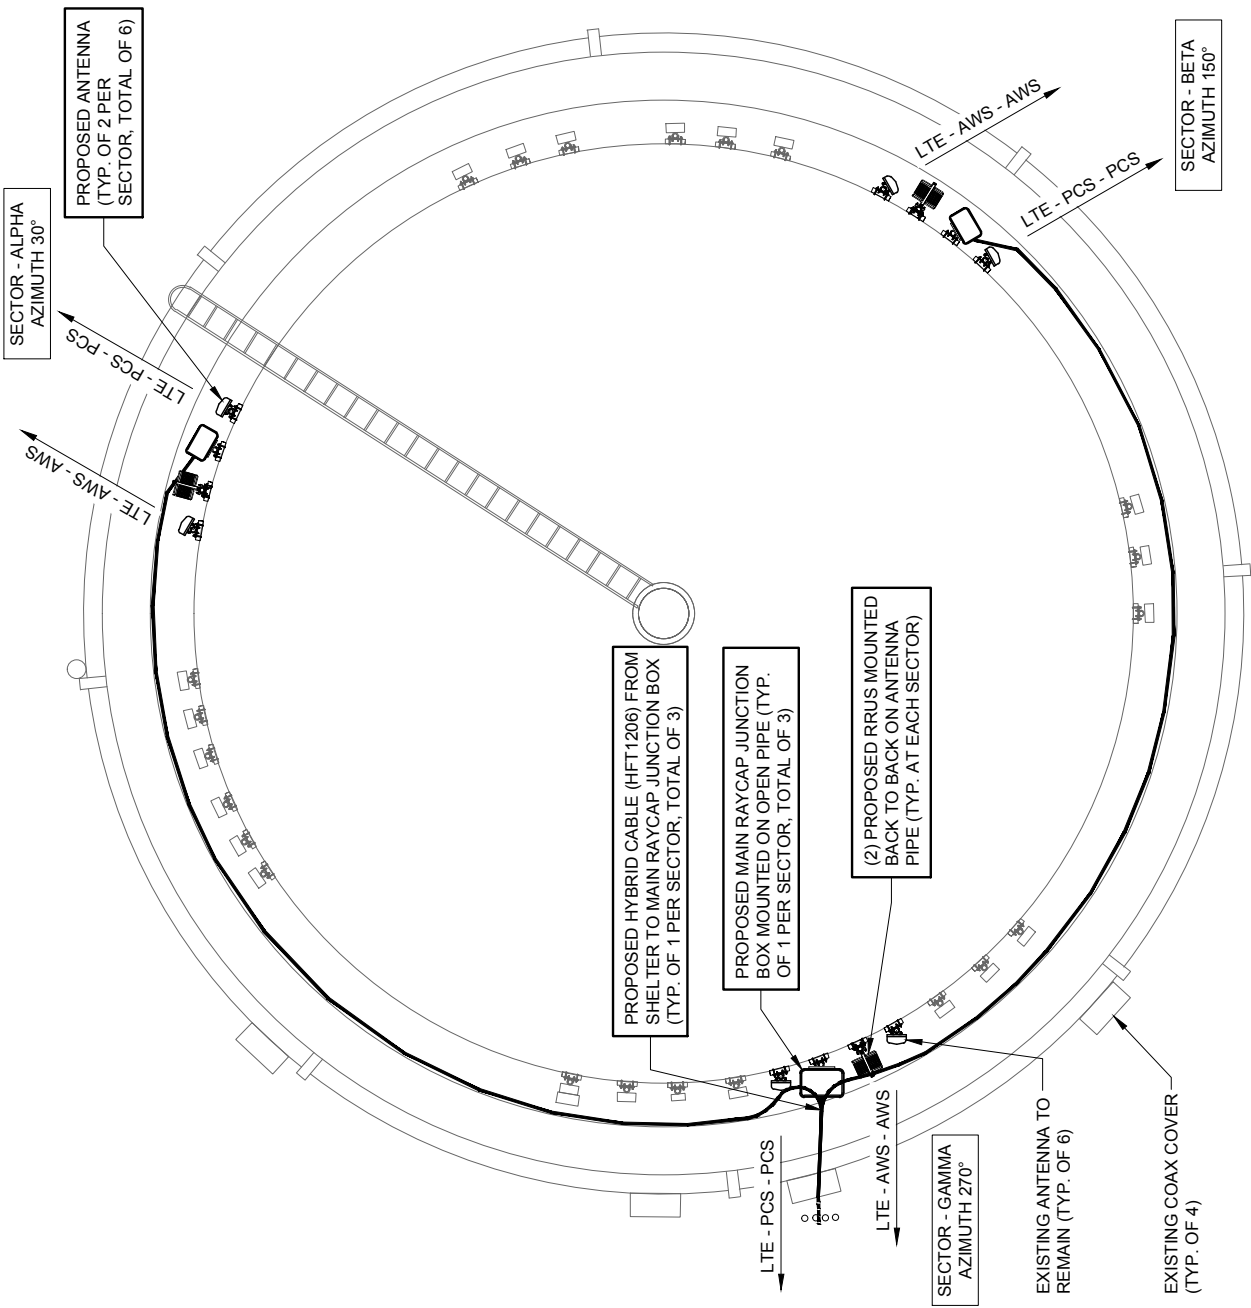 SECTOR - ALPHA
AZIMUTH 30°
PROPOSED ANTENNA
(TYP. OF 2 PER
SECTOR, TOTAL OF 6)
LTE - PCS - PCS
LTE - AWS - AWS
LTE - AWS - AWS
LTE - PCS - PCS
SECTOR - BETA
AZIMUTH 150°
PROPOSED HYBRID CABLE (HFT1206) FROM
SHELTER TO MAIN RAYCAP JUNCTION BOX
(TYP. OF 1 PER SECTOR, TOTAL OF 3)
PROPOSED MAIN RAYCAP JUNCTION
BOX MOUNTED ON OPEN PIPE (TYP.
OF 1 PER SECTOR, TOTAL OF 3)
(2) PROPOSED RRUS MOUNTED
BACK TO BACK ON ANTENNA
PIPE (TYP. AT EACH SECTOR)
LTE - PCS - PCS
LTE - AWS - AWS
SECTOR - GAMMA
AZIMUTH 270°
EXISTING ANTENNA TO
REMAIN (TYP. OF 6)
EXISTING COAX COVER
(TYP. OF 4)